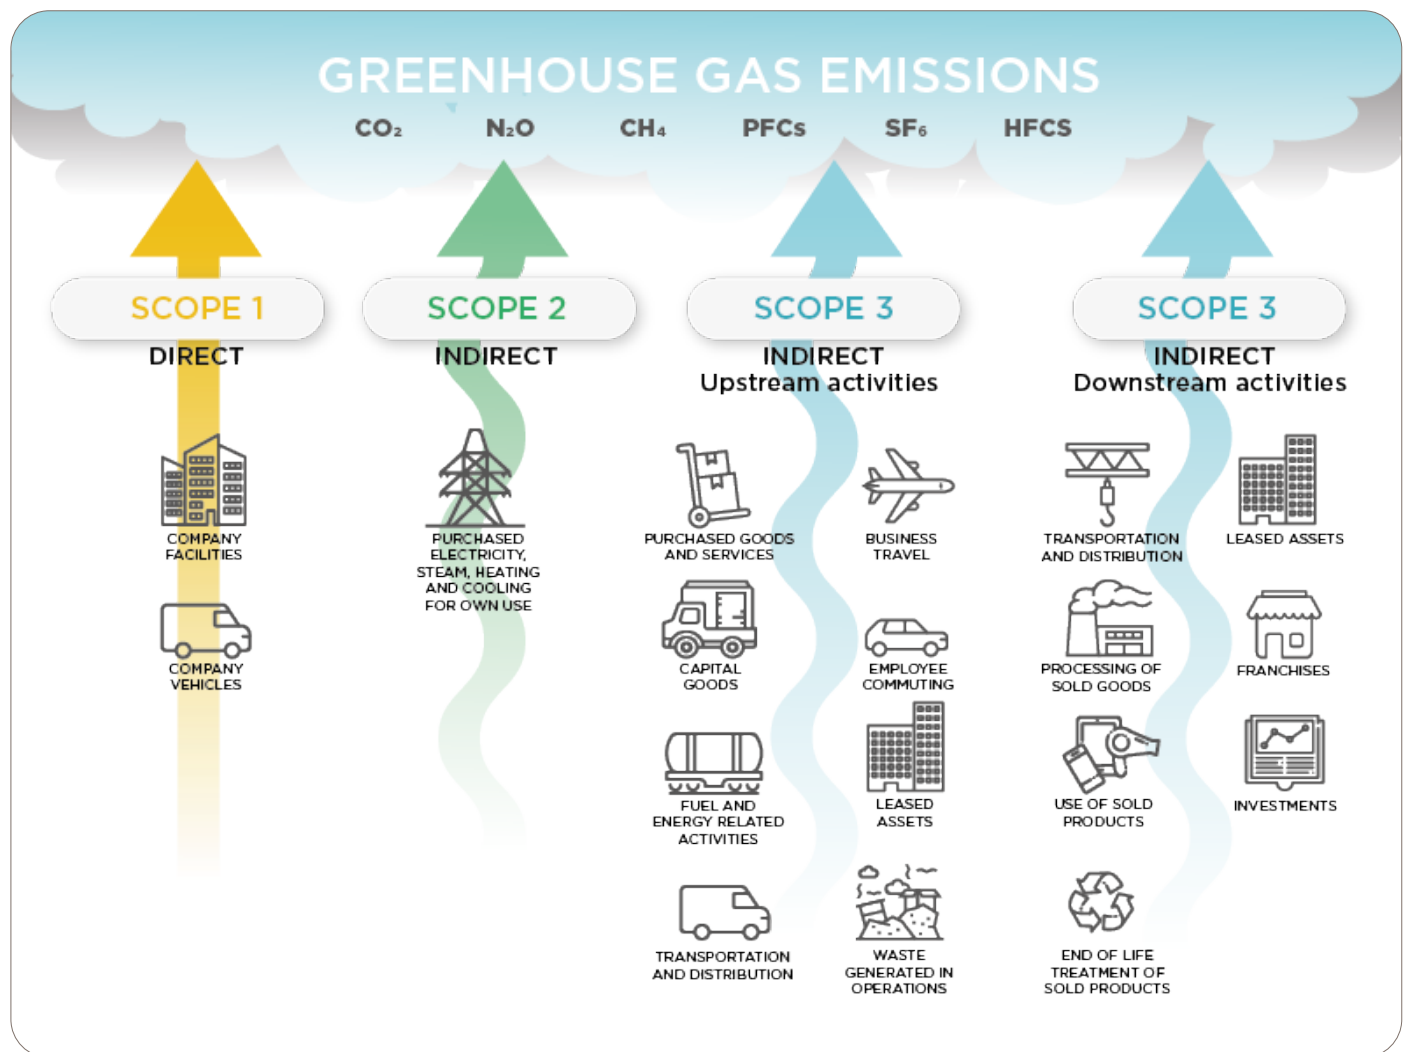 GREENHOUSE GAS EMISSIONS
CO₂ N₂O CH₄ PFCs SF₆ HFCS
SCOPE 1
DIRECT
COMPANY
FACILITIES
COMPANY
VEHICLES
SCOPE 2
INDIRECT
PURCHASED
ELECTRICITY,
STEAM, HEATING
AND COOLING
FOR OWN USE
SCOPE 3
INDIRECT
Upstream activities
PURCHASED GOODS
AND SERVICES
BUSINESS
TRAVEL
CAPITAL
GOODS
EMPLOYEE
COMMUTING
FUEL AND
ENERGY RELATED
ACTIVITIES
LEASED
ASSETS
TRANSPORTATION
AND DISTRIBUTION
WASTE
GENERATED IN
OPERATIONS
SCOPE 3
INDIRECT
Downstream activities
TRANSPORTATION
AND DISTRIBUTION
LEASED ASSETS
PROCESSING OF
SOLD GOODS
FRANCHISES
USE OF SOLD
PRODUCTS
INVESTMENTS
END OF LIFE
TREATMENT OF
SOLD PRODUCTS